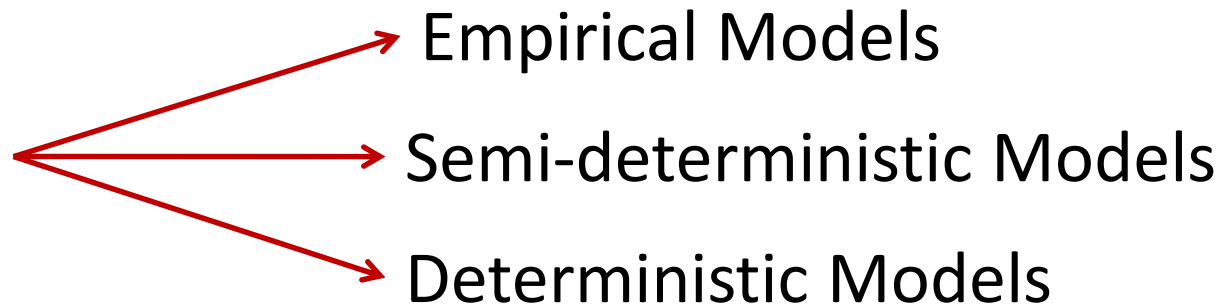 Empirical Models
Semi-deterministic Models
Deterministic Models